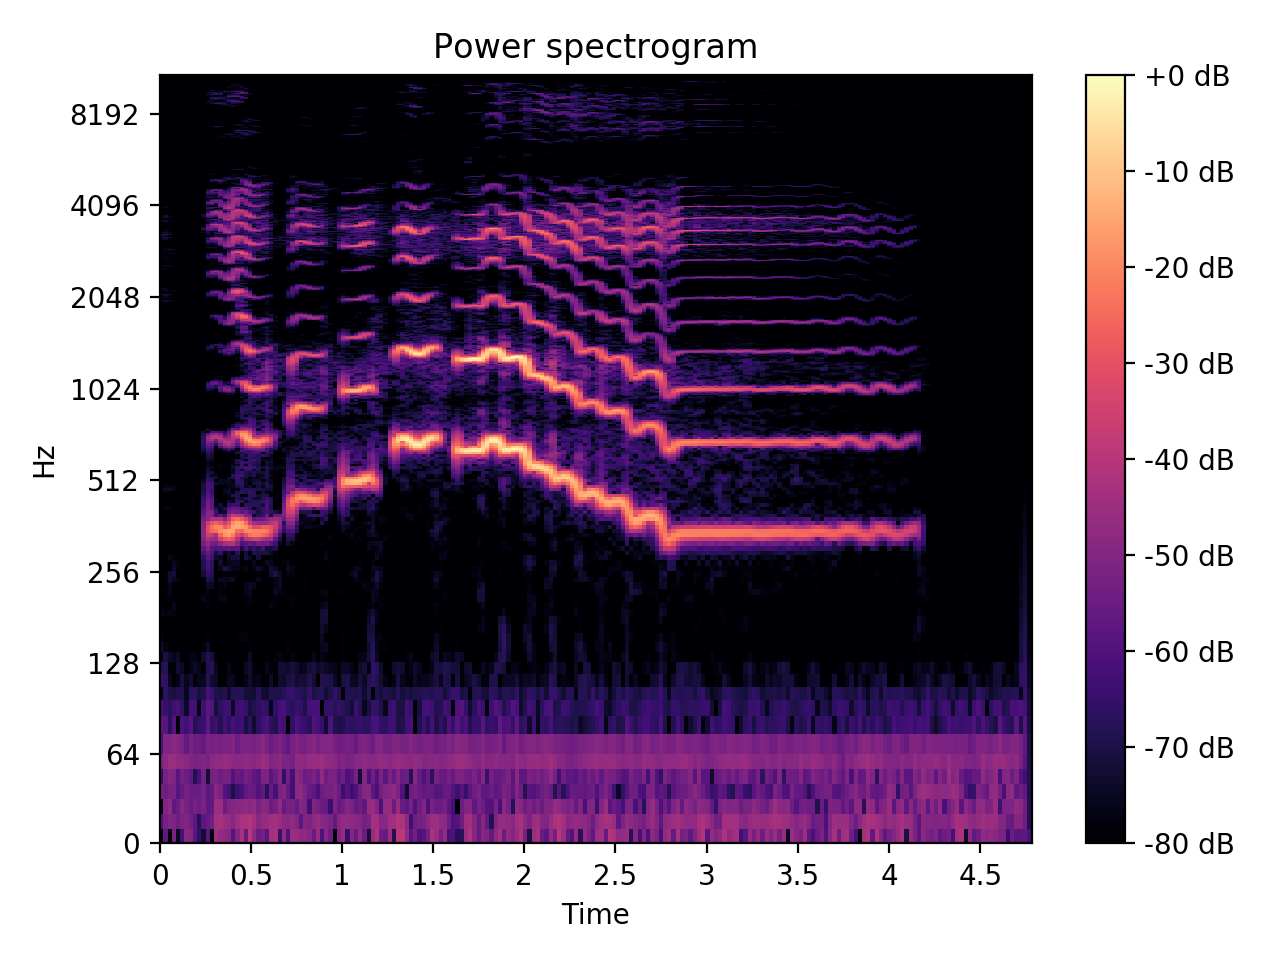 Power spectrogram
Hz
8192
4096
2048
1024
512
256
128
64
0
0
0.5
1
1.5
2
2.5
3
3.5
4
4.5
Time
+0 dB
-10 dB
-20 dB
-30 dB
-40 dB
-50 dB
-60 dB
-70 dB
-80 dB